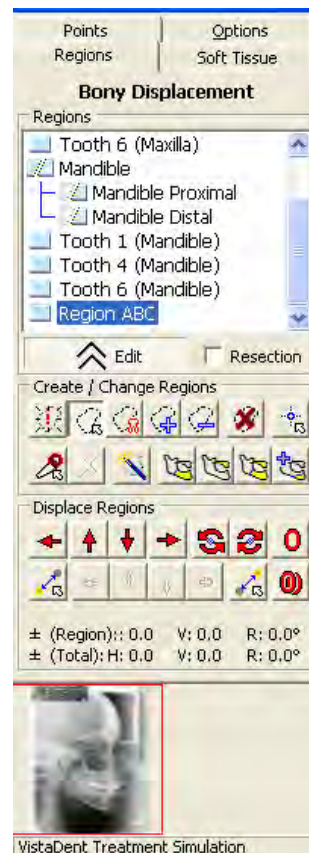 Points Options
Regions Soft Tissue
Bony Displacement
Regions
Tooth 6 (Maxilla)
Mandible
Mandible Proximal
Mandible Distal
Tooth 1 (Mandible)
Tooth 4 (Mandible)
Tooth 6 (Mandible)
Region ABC
Edit Resection
Create / Change Regions
Displace Regions
0
0
± (Region):: 0.0 V: 0.0 R: 0.0°
± (Total): H: 0.0 V: 0.0 R: 0.0°
VistaDent Treatment Simulation